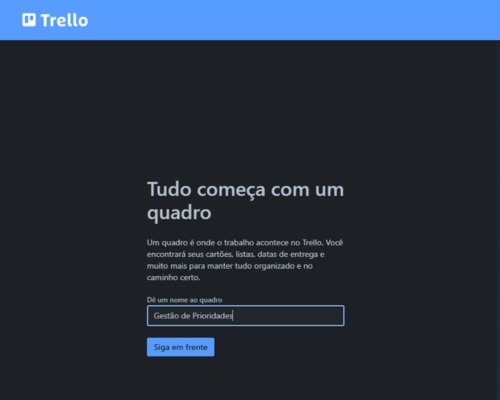 Trello
Tudo começa com um
quadro
Um quadro é onde o trabalho acontece no Trello. Você
encontrará seus cartões, listas, datas de entrega e
muito mais para manter tudo organizado e no
caminho certo.
Dê um nome ao quadro
Gestão de Prioridades
Siga em frente